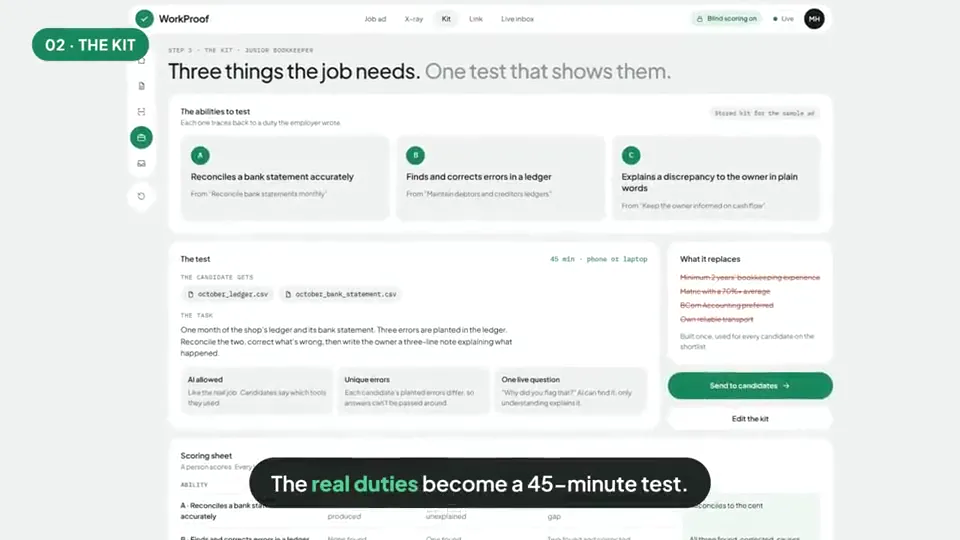 WorkProof
Job ad
X-ray
Kit
Link
Live inbox
Blind scoring on
Live
MH
02 · THE KIT
STEP 3 · THE KIT · JUNIOR BOOKKEEPER
Three things the job needs. One test that shows them.
The abilities to test
Each one traces back to a duty the employer wrote.
Stored kit for the sample ad
A
Reconciles a bank statement accurately
From "Reconcile bank statements monthly"
B
Finds and corrects errors in a ledger
From "Maintain debtors and creditors ledgers"
C
Explains a discrepancy to the owner in plain
words
From "Keep the owner informed on cash flow"
The test
45 min · phone or laptop
THE CANDIDATE GETS
october_ledger.csv
october_bank_statement.csv
THE TASK
One month of the shop's ledger and its bank statement. Three errors are planted in the ledger.
Reconcile the two, correct what's wrong, then write the owner a three-line note explaining what
happened.
AI allowed
Like the real job. Candidates say which tools
they used.
Unique errors
Each candidate's planted errors differ, so
answers can't be passed around.
One live question
"Why did you flag that?" AI can find it, only
understanding explains it.
What it replaces
Minimum 2 years' bookkeeping experience
Matric with a 70%+ average
BCom Accounting preferred
Own reliable transport
Built once, used for every candidate on the
shortlist.
Send to candidates →
Edit the kit
Scoring sheet
A person scores. Every
ABILITY
A · Reconciles a bank
accurately
produced
unexplained
gap
conciles to the cent
The real duties become a 45-minute test.